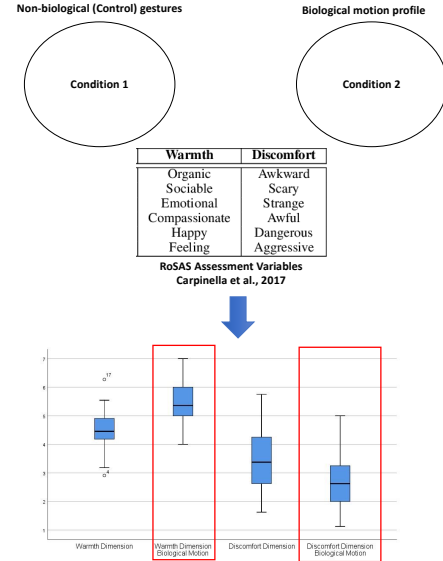 Non-biological (Control) gestures
Biological motion profile
Condition 1
Condition 2
Warmth Discomfort
Organic Awkward
Sociable Scary
Emotional Strange
Compassionate Awful
Happy Dangerous
Feeling Aggressive
RoSAS Assessment Variables
Carpinella et al., 2017
7
6
5
4
3
2
1
17
4
Warmth Dimension
Warmth Dimension
Biological Motion
Discomfort Dimension
Discomfort Dimension
Biological Motion